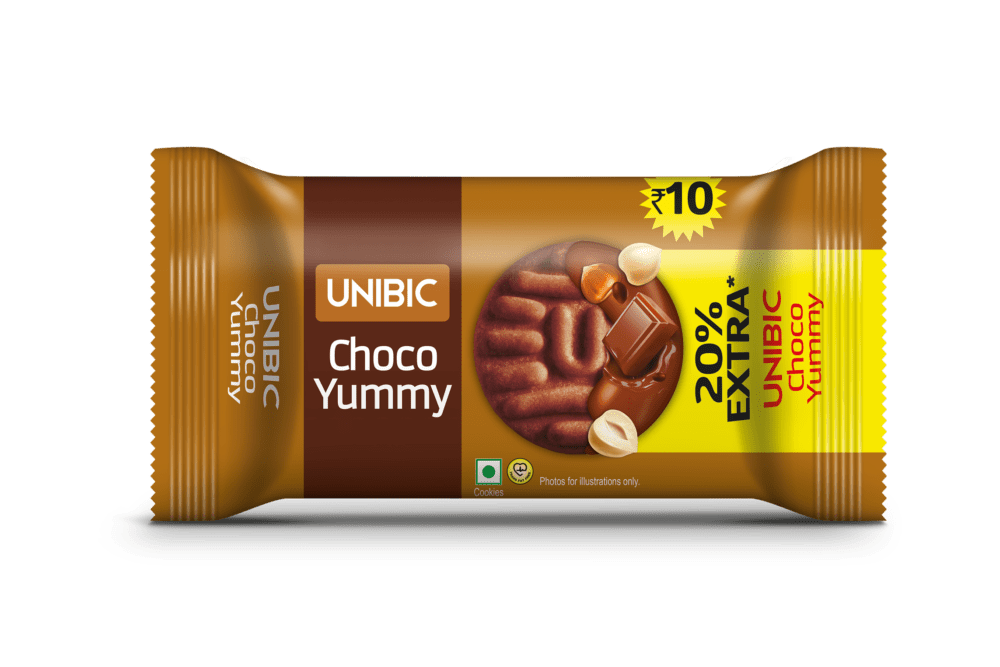 UNIBIC
Choco
Yummy
UNIBIC
Choco
Yummy
₹10
20%
EXTRA*
UNIBIC
Choco
Yummy
Cookies
Photos for illustrations only.